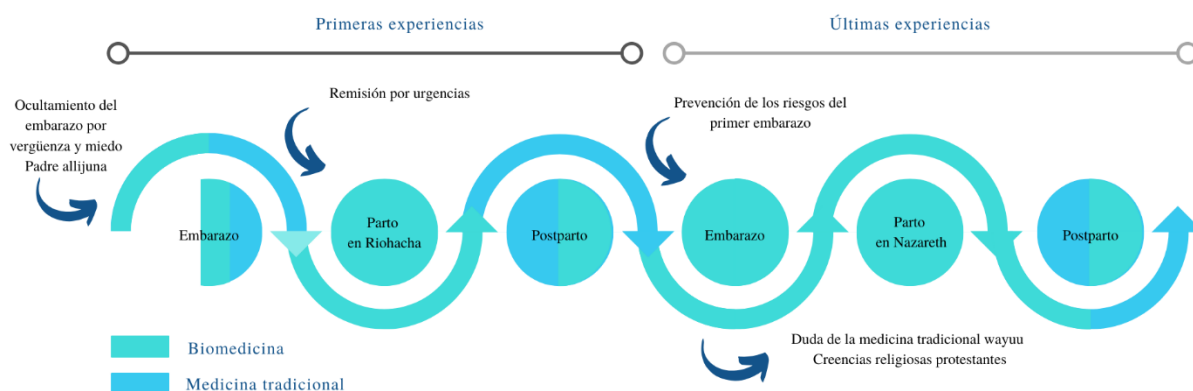 Primeras experiencias
Últimas experiencias
Ocultamiento del
embarazo por
vergüenza y miedo
Padre allijuna
Remisión por urgencias
Prevención de los riesgos del
primer embarazo
Embarazo
Parto
en Riohacha
Postparto
Embarazo
Parto
en Nazareth
Postparto
Duda de la medicina tradicional wayuu
Creencias religiosas protestantes
Biomedicina
Medicina tradicional